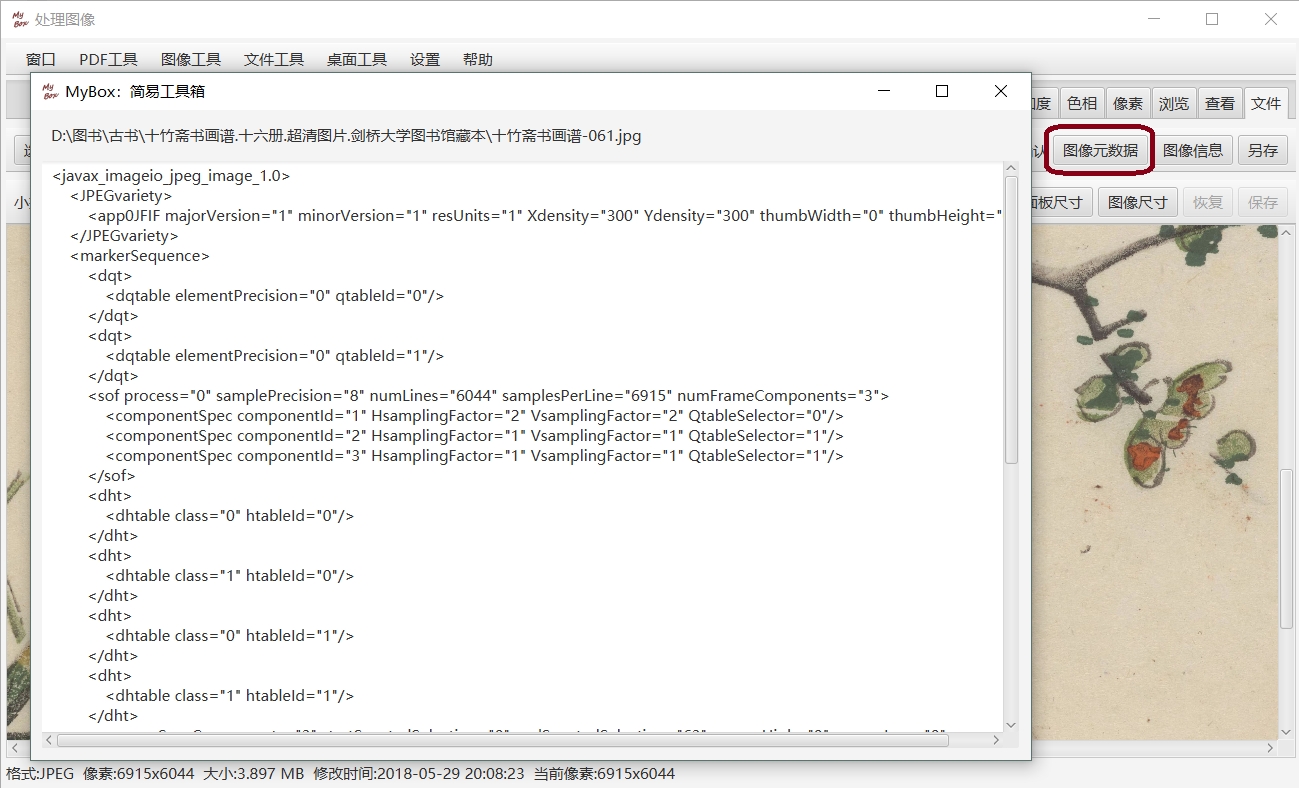 My Box 处理图像
窗口 PDF工具 图像工具 文件工具 桌面工具 设置 帮助
My Box MyBox：简易工具箱
色相 像素 浏览 查看 文件
D:\图书\古书\十竹斋书画谱.十六册.超清图片.剑桥大学图书馆藏本\十竹斋书画谱-061.jpg
图像元数据 图像信息 另存
图像尺寸 恢复 保存
<javax_imageio_jpeg_image_1.0>
<JPEGvariety>
<app0JFIF majorVersion="1" minorVersion="1" resUnits="1" Xdensity="300" Ydensity="300" thumbWidth="0" thumbHeight="
</JPEGvariety>
<markerSequence>
<dqt>
<dqtable elementPrecision="0" qtableId="0"/>
</dqt>
<dqt>
<dqtable elementPrecision="0" qtableId="1"/>
</dqt>
<sof process="0" samplePrecision="8" numLines="6044" samplesPerLine="6915" numFrameComponents="3">
<componentSpec componentId="1" HsamplingFactor="2" VsamplingFactor="2" QtableSelector="0"/>
<componentSpec componentId="2" HsamplingFactor="1" VsamplingFactor="1" QtableSelector="1"/>
<componentSpec componentId="3" HsamplingFactor="1" VsamplingFactor="1" QtableSelector="1"/>
</sof>
<dht>
<dhtable class="0" htableId="0"/>
</dht>
<dht>
<dhtable class="1" htableId="0"/>
</dht>
<dht>
<dhtable class="0" htableId="1"/>
</dht>
<dht>
<dhtable class="1" htableId="1"/>
</dht>
格式:JPEG 像素:6915x6044 大小:3.897 MB 修改时间:2018-05-29 20:08:23 当前像素:6915x6044